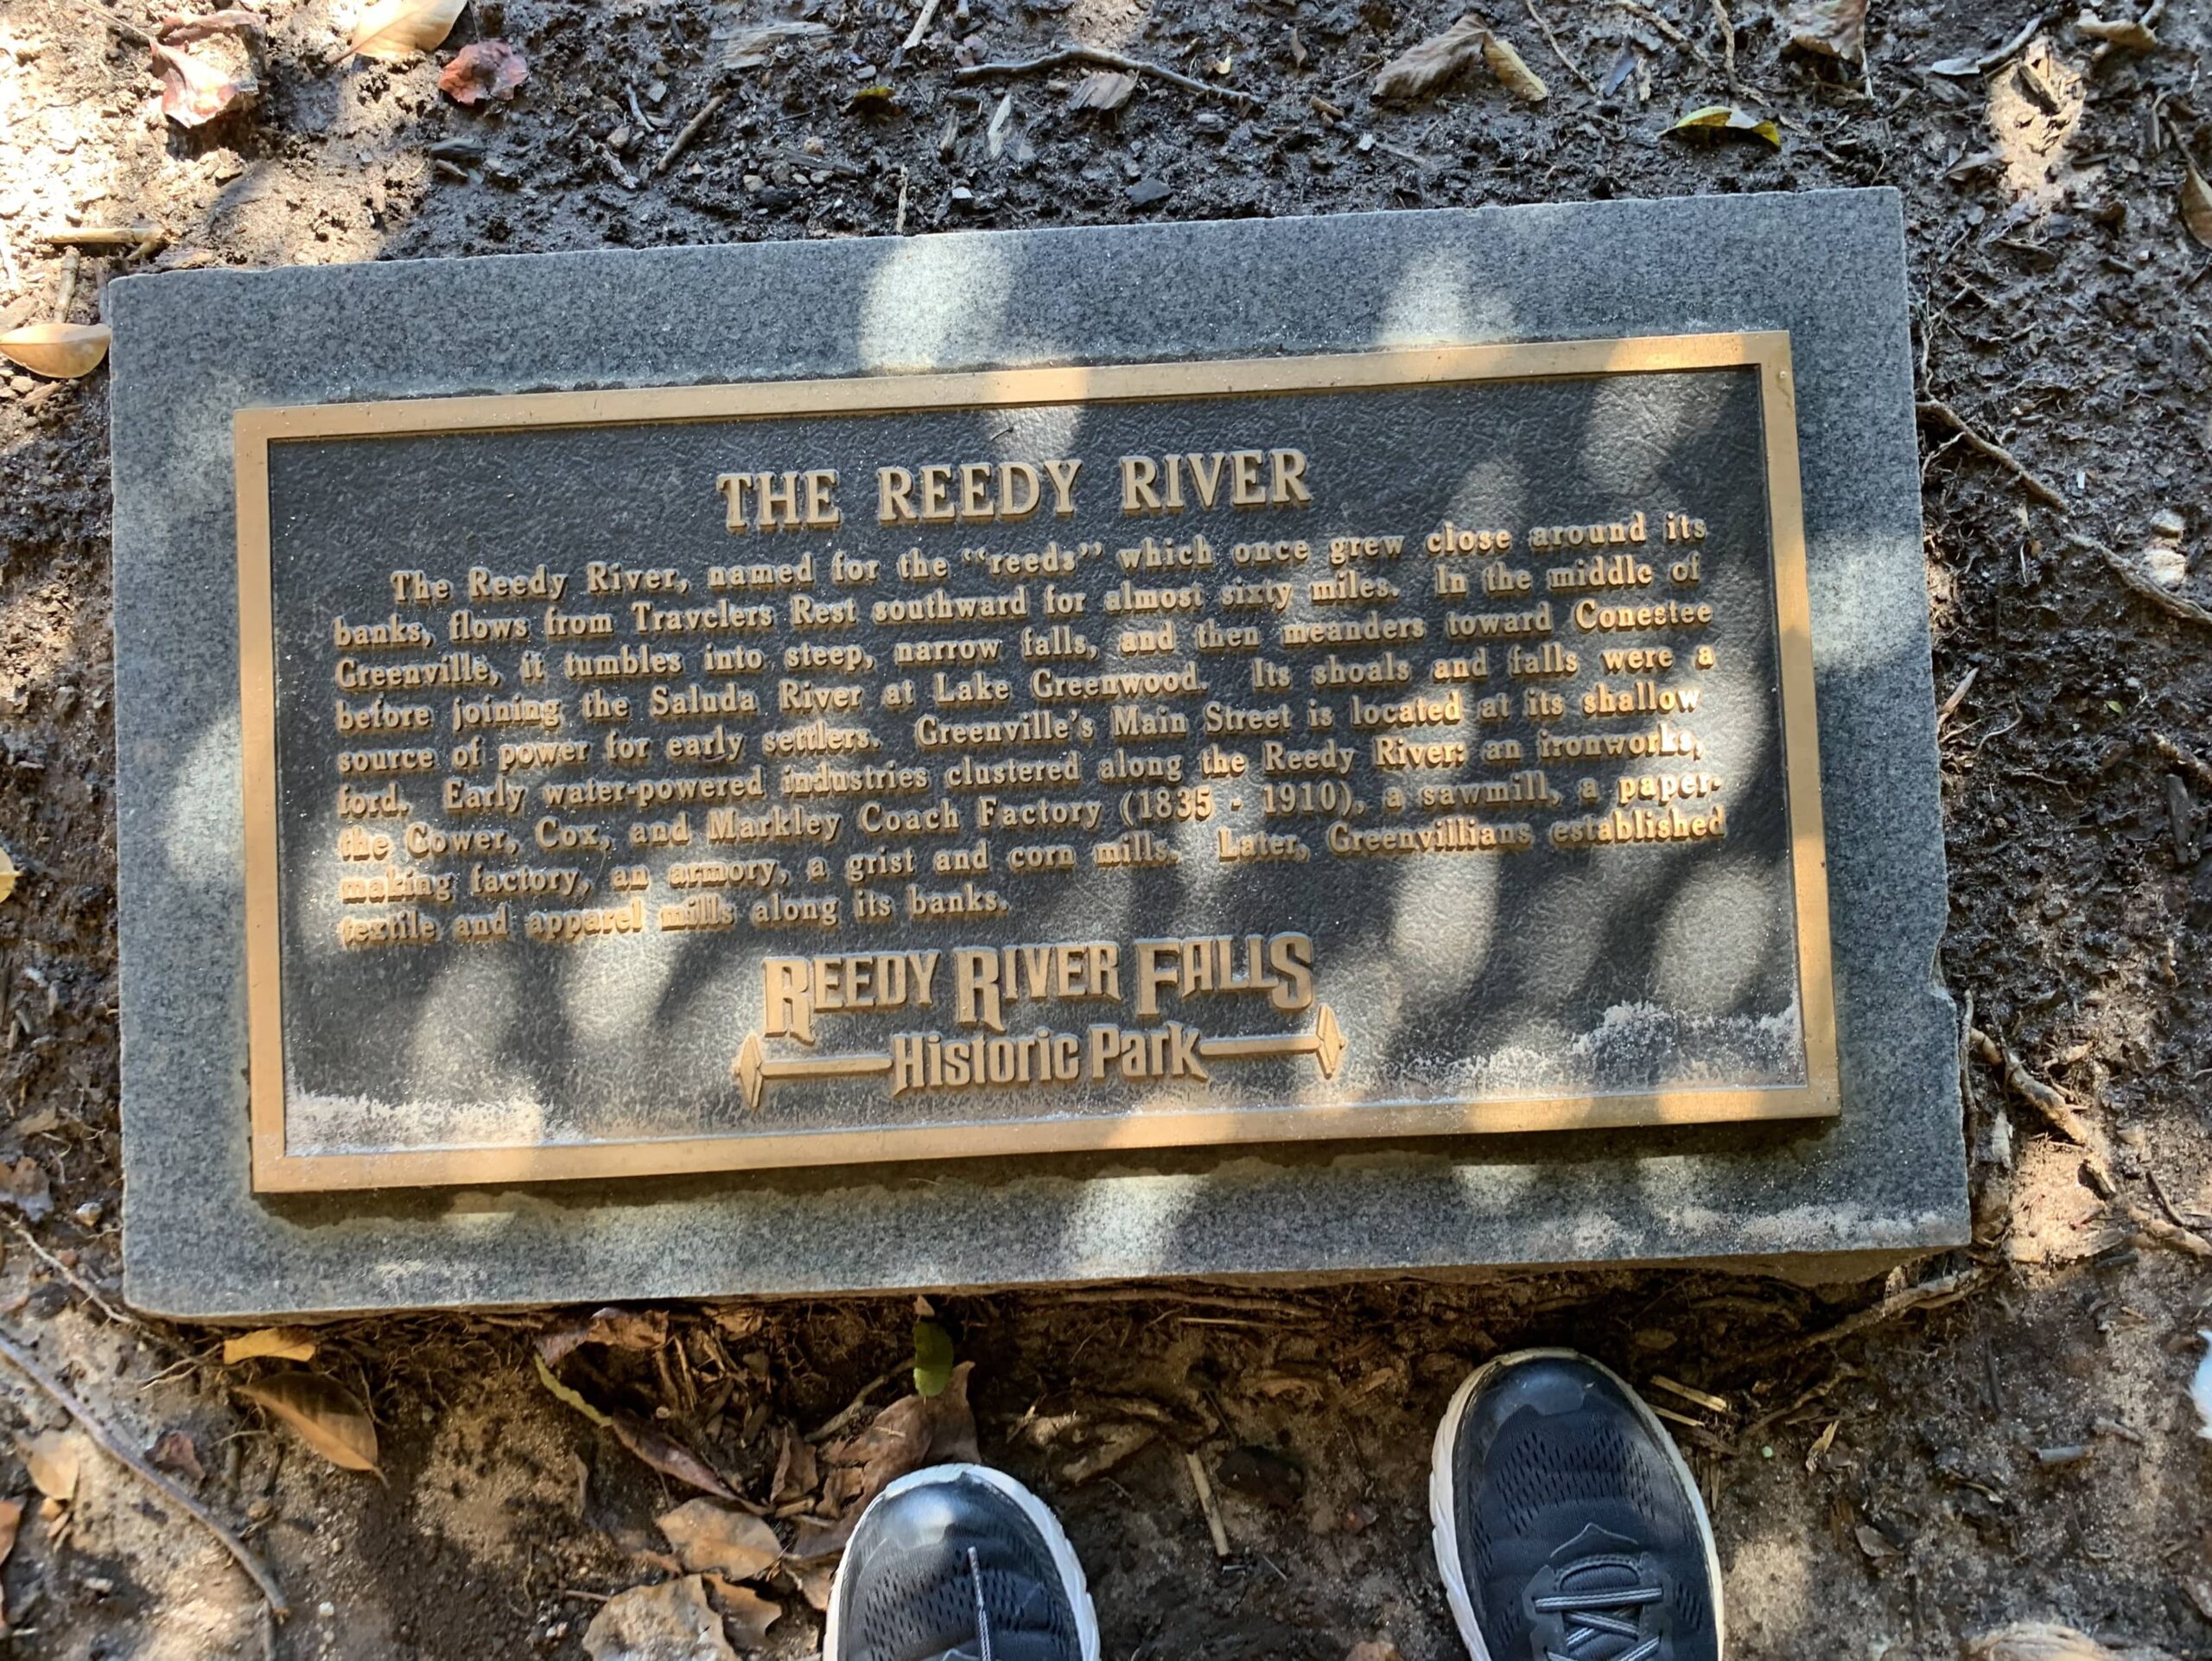 THE REEDY RIVER
The Reedy River, named for the “reeds” which once grew close around its
banks, flows from Travelers Rest southward for almost sixty miles. In the middle of
Greenville, it tumbles into steep, narrow falls, and then meanders toward Conestee
before joining the Saluda River at Lake Greenwood. Its shoals and falls were a
source of power for early settlers. Greenville's Main Street is located at its shallow
ford. Early water-powered industries clustered along the Reedy River: an ironworks,
the Gower, Cox, and Markley Coach Factory (1835 - 1910), a sawmill, a paper-
making factory, an armory, a grist and corn mills. Later, Greenvillians established
textile and apparel mills along its banks.
REEDY RIVER FALLS
Historic Park